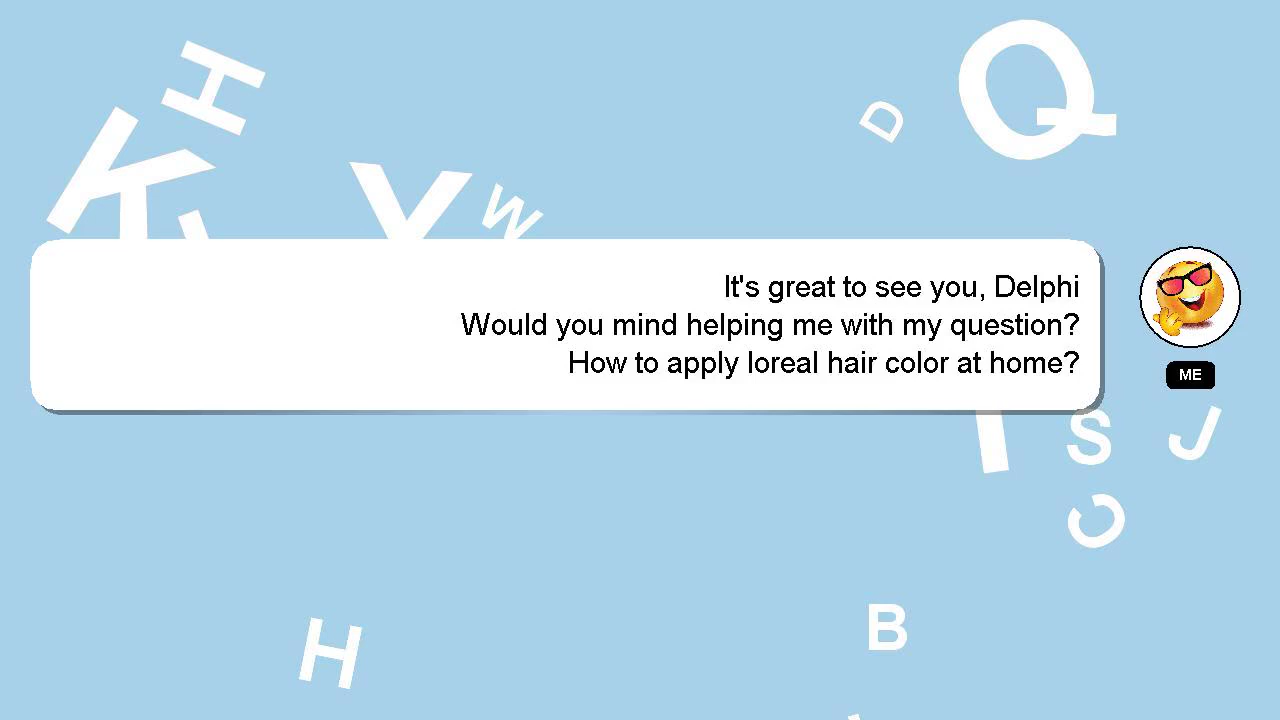 H
K
Y
W
D
Q
It's great to see you, Delphi
Would you mind helping me with my question?
How to apply loreal hair color at home?
ME
S
J
C
H
B